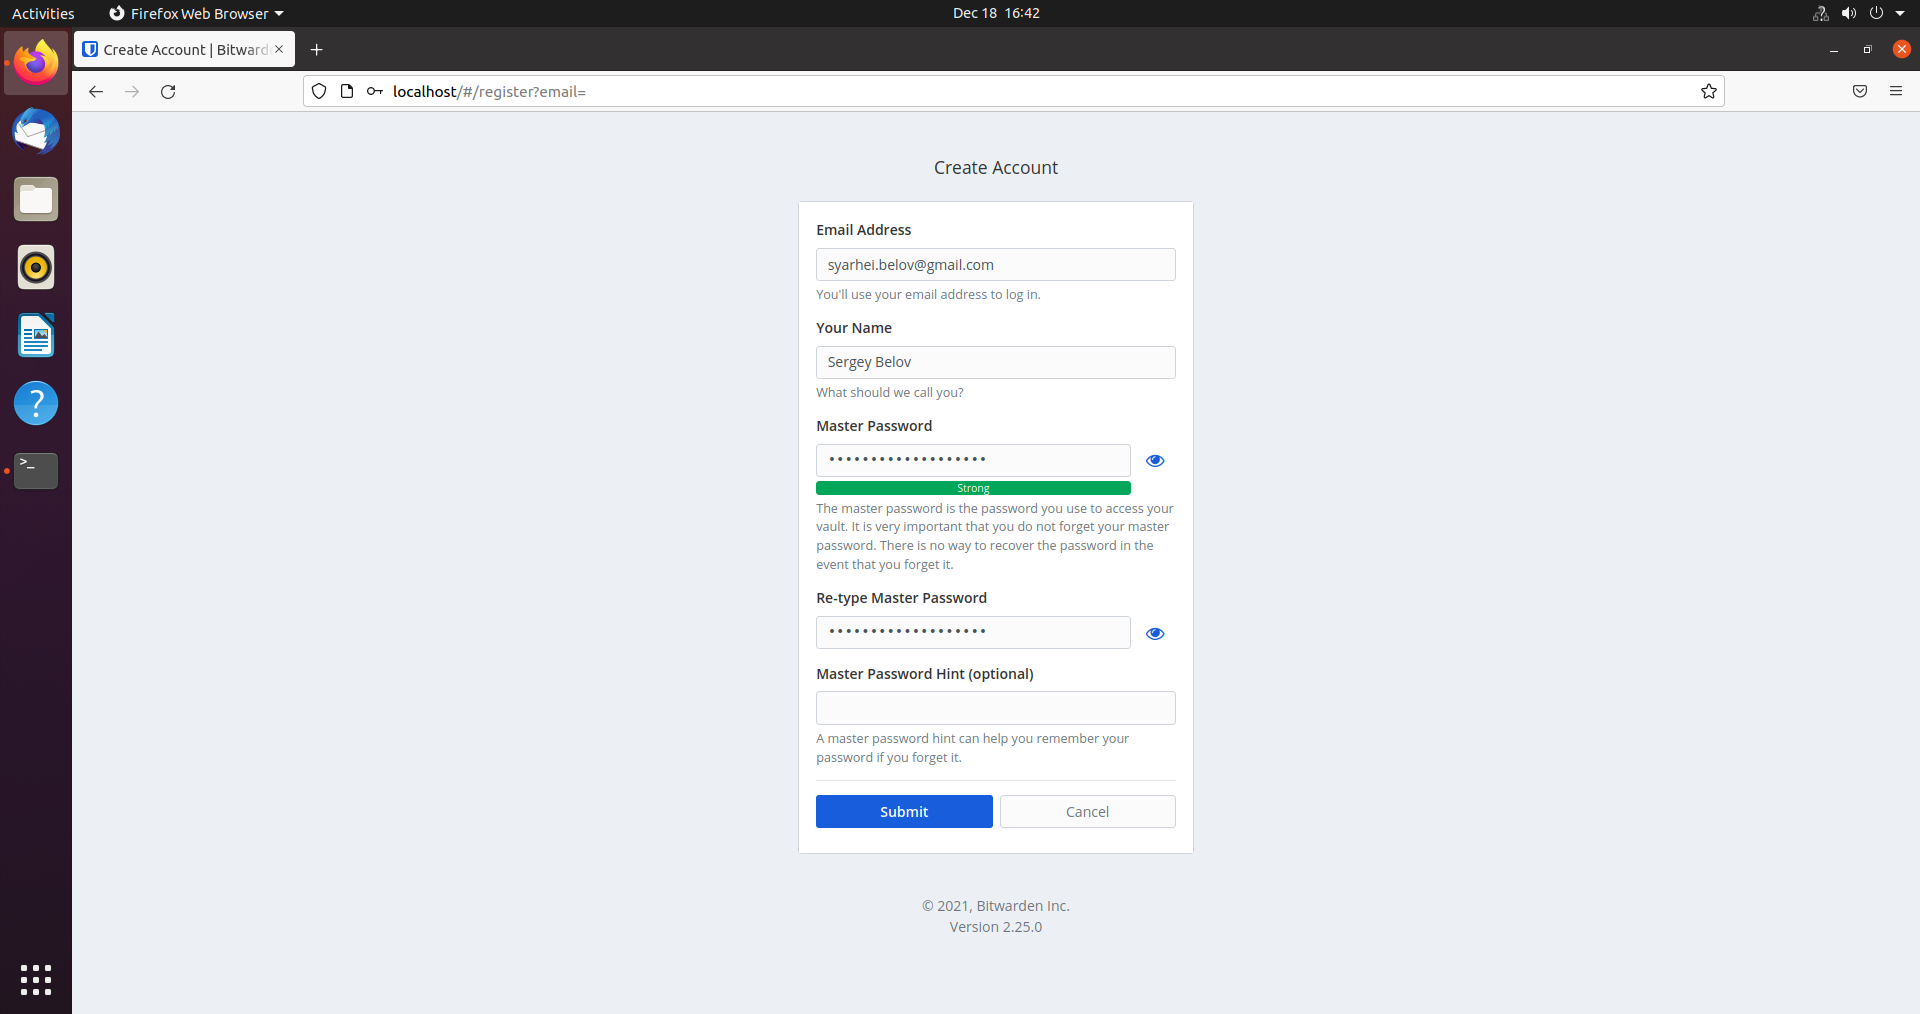 Activities
Firefox Web Browser
Dec 18 16:42
Create Account | Bitward
localhost/#/register?email=
Create Account
Email Address
syarhei.belov@gmail.com
You'll use your email address to log in.
Your Name
Sergey Belov
What should we call you?
Master Password
•••••••••••••••••••
Strong
The master password is the password you use to access your
vault. It is very important that you do not forget your master
password. There is no way to recover the password in the
event that you forget it.
Re-type Master Password
•••••••••••••••••••
Master Password Hint (optional)
A master password hint can help you remember your
password if you forget it.
Submit
Cancel
© 2021, Bitwarden Inc.
Version 2.25.0